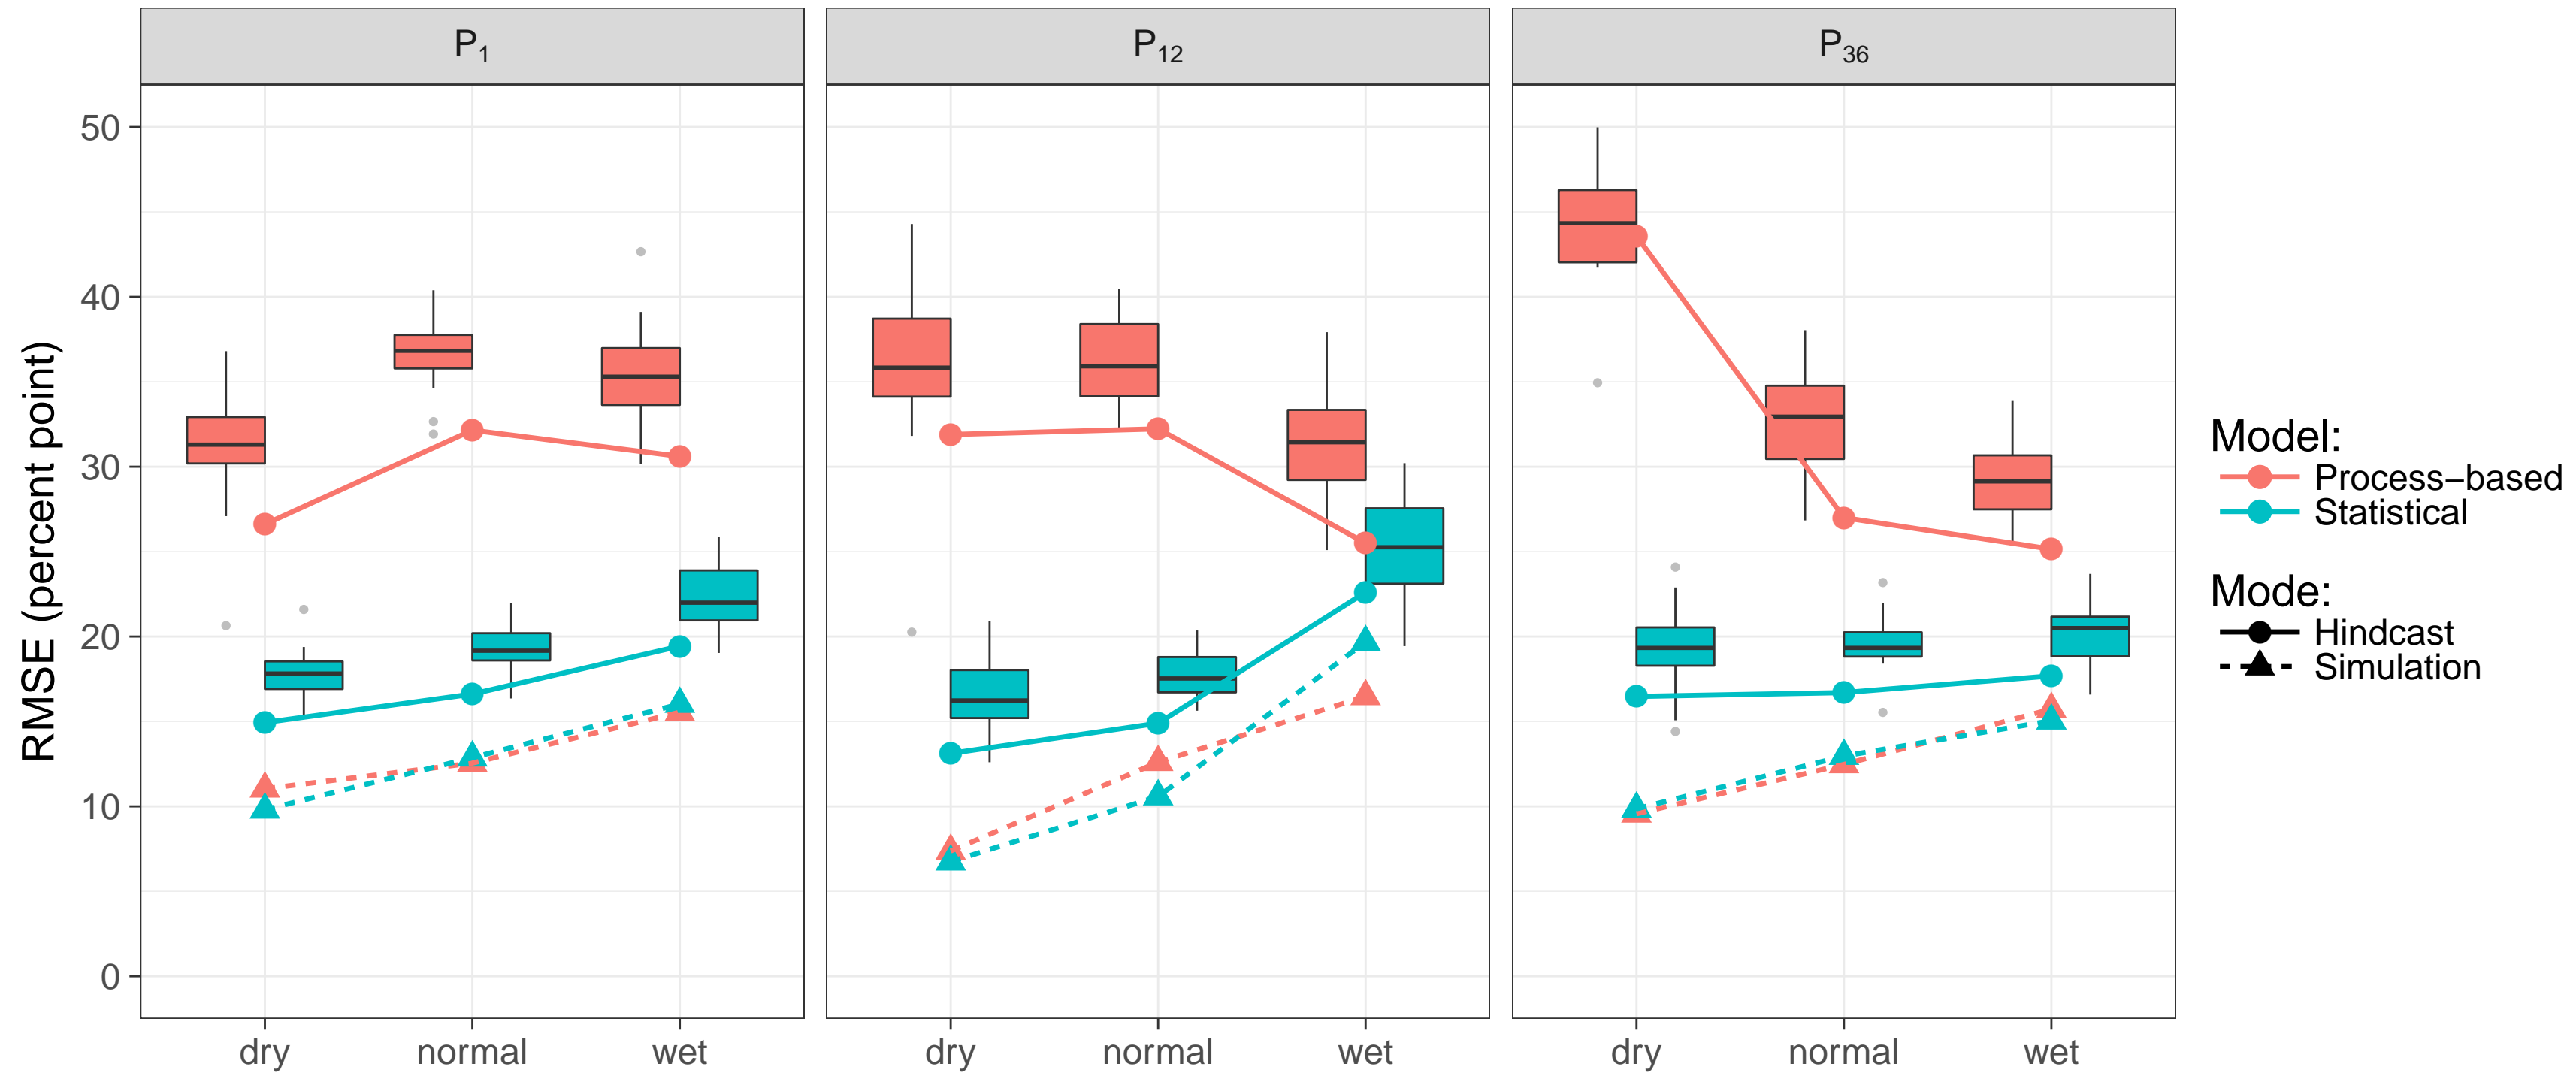 P1
P12
P36
RMSE (percent point)
50
40
30
20
10
0
dry normal wet
dry normal wet
dry normal wet
Model:
Process−based
Statistical
Mode:
Hindcast
Simulation